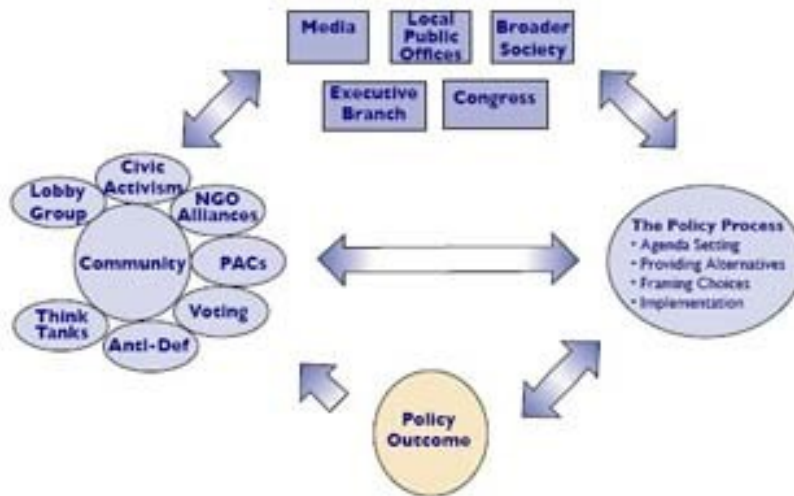 Media
Local
Public
Offices
Broader
Society
Executive
Branch
Congress
Civic
Activism
Lobby
Group
NGO
Alliances
Community
PACs
Voting
Think
Tanks
Anti-Def
The Policy Process
• Agenda Setting
• Providing Alternatives
• Framing Choices
• Implementation
Policy
Outcome